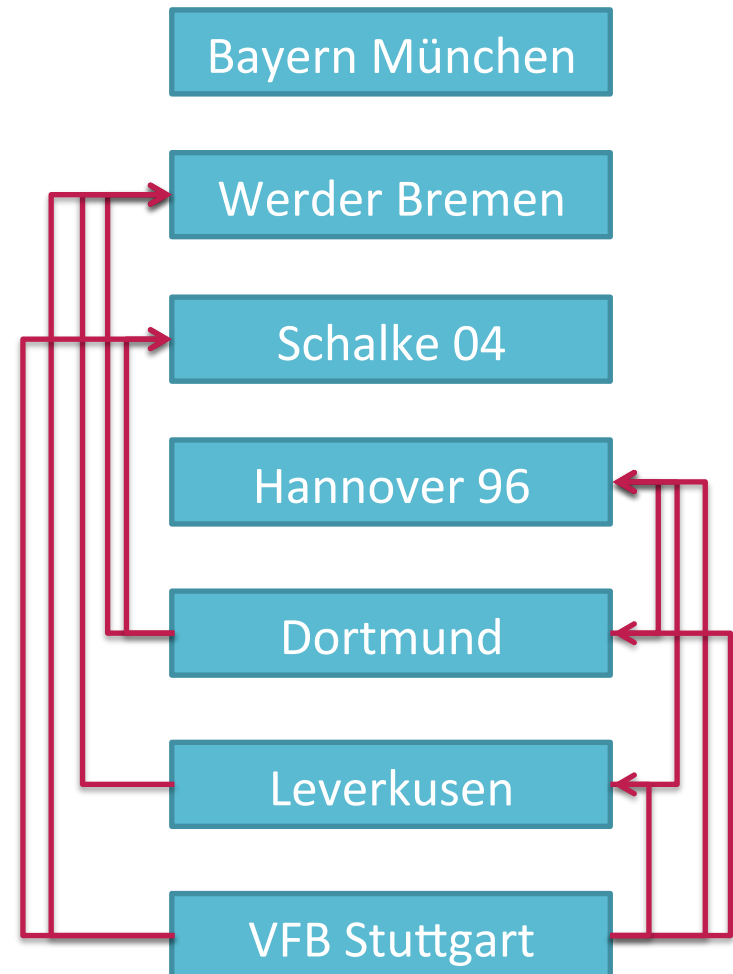 Bayern München
Werder Bremen
Schalke 04
Hannover 96
Dortmund
Leverkusen
VFB Stuttgart